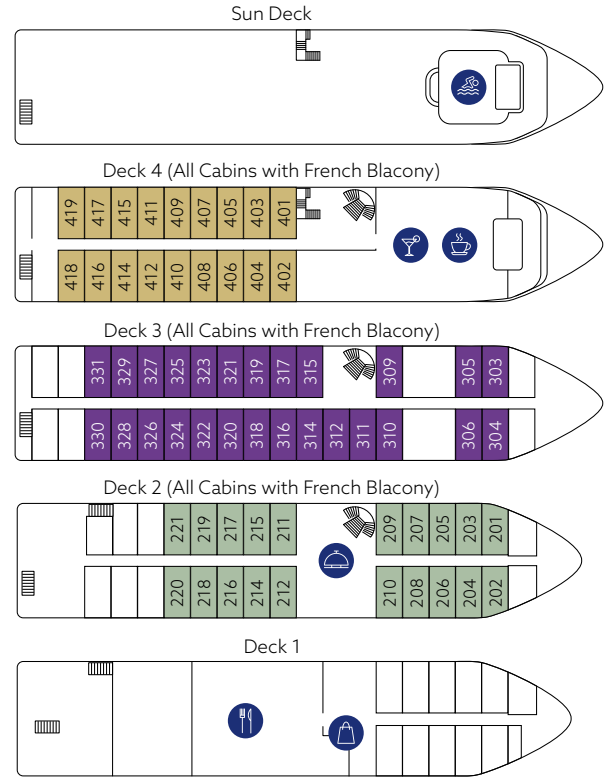 Sun Deck
Deck 4 (All Cabins with French Blacony)
419 417 415 411 409 407 405 403 401
418 416 414 412 410 408 406 404 402
Deck 3 (All Cabins with French Blacony)
331 329 327 325 323 321 319 317 315 309 305 303
330 328 326 324 322 320 318 316 314 312 311 310 306 304
Deck 2 (All Cabins with French Blacony)
221 219 217 215 211 209 207 205 203 201
220 218 216 214 212 210 208 206 204 202
Deck 1